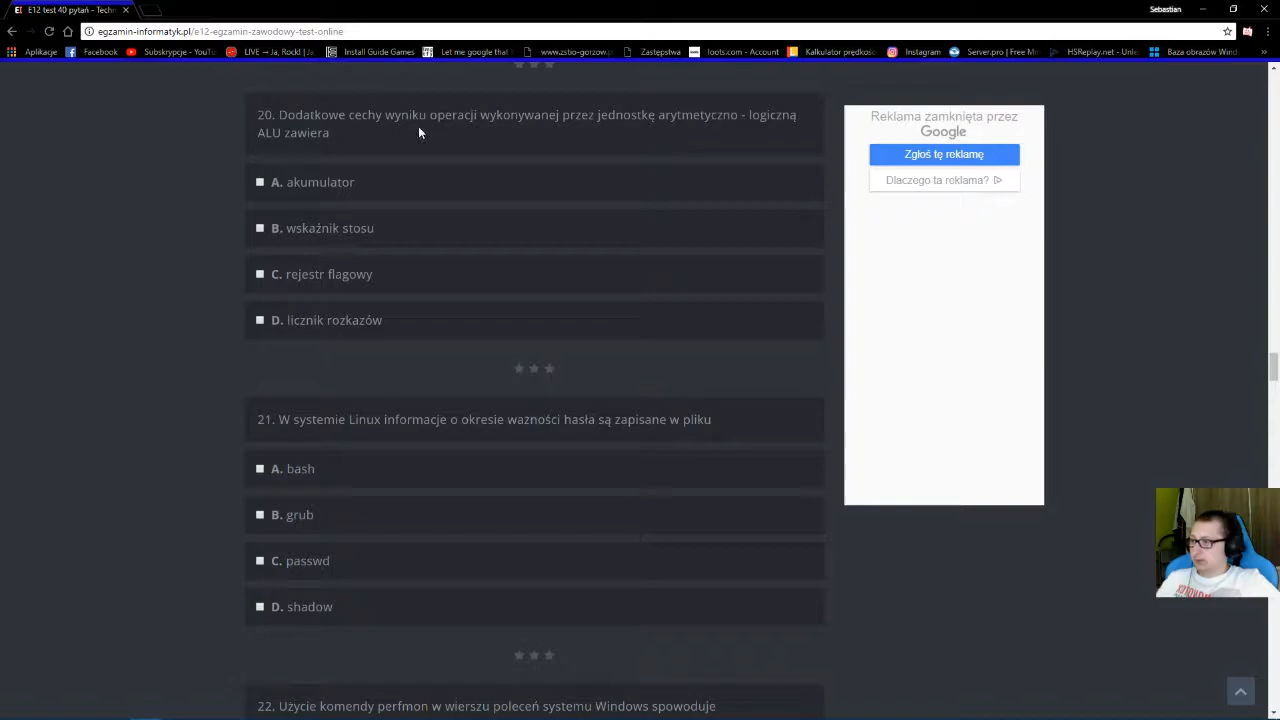 E12 test 40 pytań - Techn
Sebastian
egzamin-informatyk.pl/e12-egzamin-zawodowy-test-online
Aplikacje Facebook Subskrypcje - YouTu LIVE — Ja, Rock! | Ja Install Guide Games Let me google that f www.zstio-gorzow.p Zastępstwa loots.com - Account Kalkulator prędkośc Instagram Server.pro | Free Min HSReplay.net - Unle Baza obrazów Wind
20. Dodatkowe cechy wyniku operacji wykonywanej przez jednostkę arytmetyczno - logiczną
ALU zawiera
A. akumulator
B. wskaźnik stosu
C. rejestr flagowy
D. licznik rozkazów
21. W systemie Linux informacje o okresie ważności hasła są zapisane w pliku
A. bash
B. grub
C. passwd
D. shadow
22. Użycie komendy perfmon w wierszu poleceń systemu Windows spowoduje
Reklama zamknięta przez
Google
Zgłoś tę reklamę
Dlaczego ta reklama?